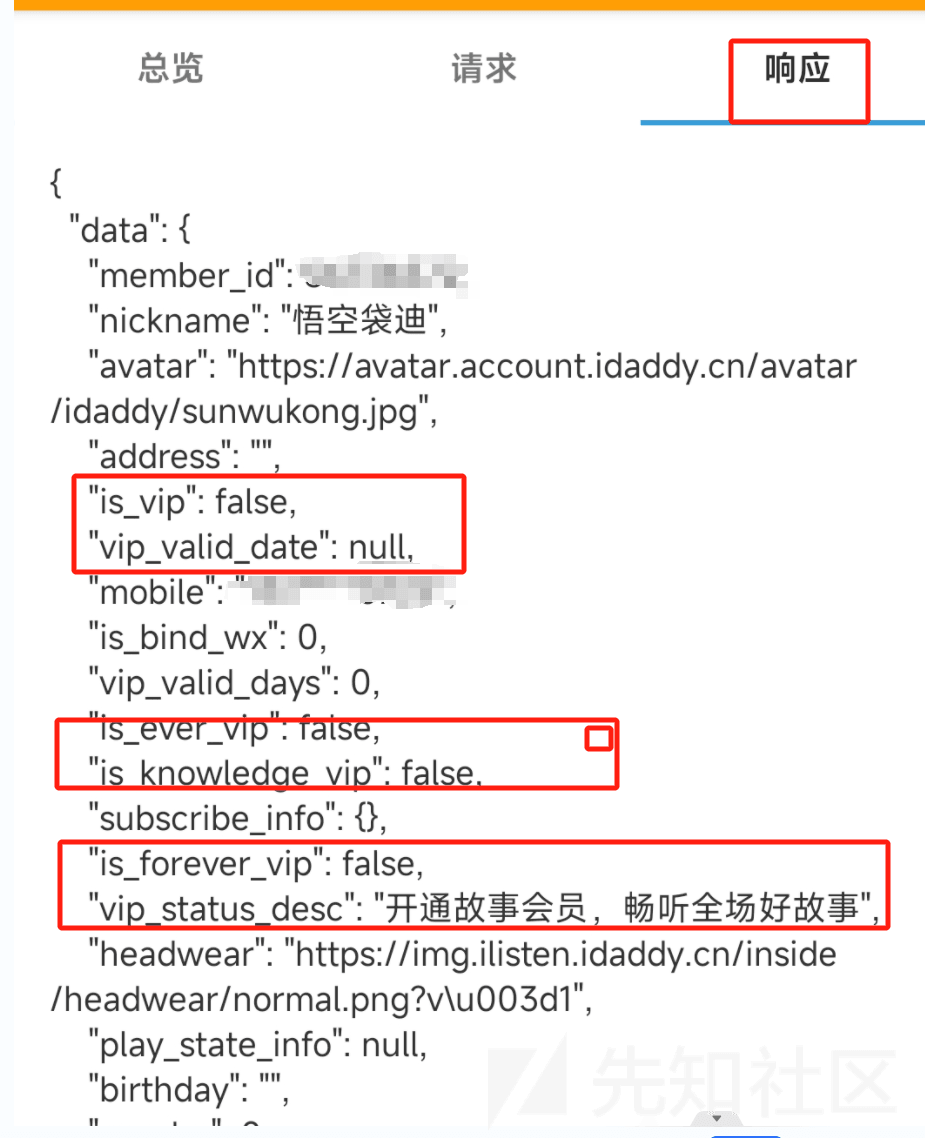 总览
请求
响应
{
"data": {
"member_id":
"nickname": "悟空袋迪",
"avatar": "https://avatar.account.idaddy.cn/avatar
/idaddy/sunwukong.jpg",
"address": "",
"is_vip": false,
"vip_valid_date": null,
"mobile": "
"is_bind_wx": 0,
"vip_valid_days": 0,
"is_ever_vip": false,
"is_knowledge_vip": false,
"subscribe_info": {},
"is_forever_vip": false,
"vip_status_desc": "开通故事会员，畅听全场好故事",
"headwear": "https://img.ilisten.idaddy.cn/inside
/headwear/normal.png?v\u003d1",
"play_state_info": null,
"birthday": "",
先知社区